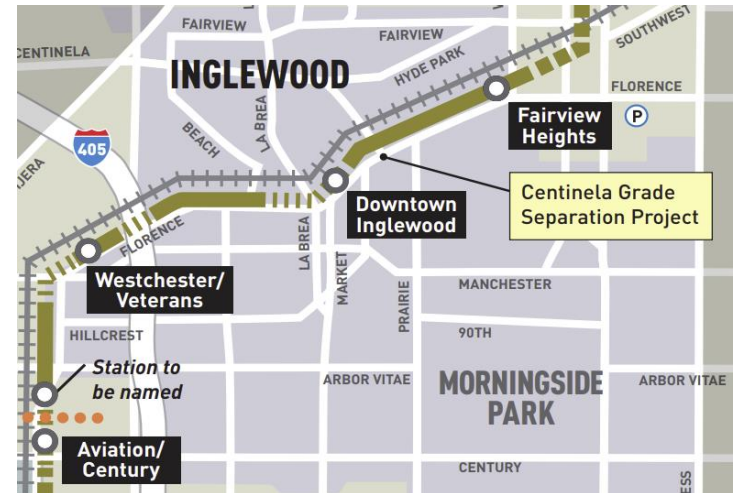 FAIRVIEW
FAIRVIEW
SOUTHWEST
CENTINELA
LA BREA
INGLEWOOD
HYDE PARK
FLORENCE
BEACH
LA BREA
Fairview
Heights
P
405
Downtown
Inglewood
Centinela Grade
Separation Project
FLORENCE
LA BREA
MARKET
Westchester/
Veterans
MANCHESTER
PRAIRIE
HILLCREST
90TH
Station to
be named
ARBOR VITAE
MORNINGSIDE
PARK
ARBOR VITAE
Aviation/
Century
CENTURY